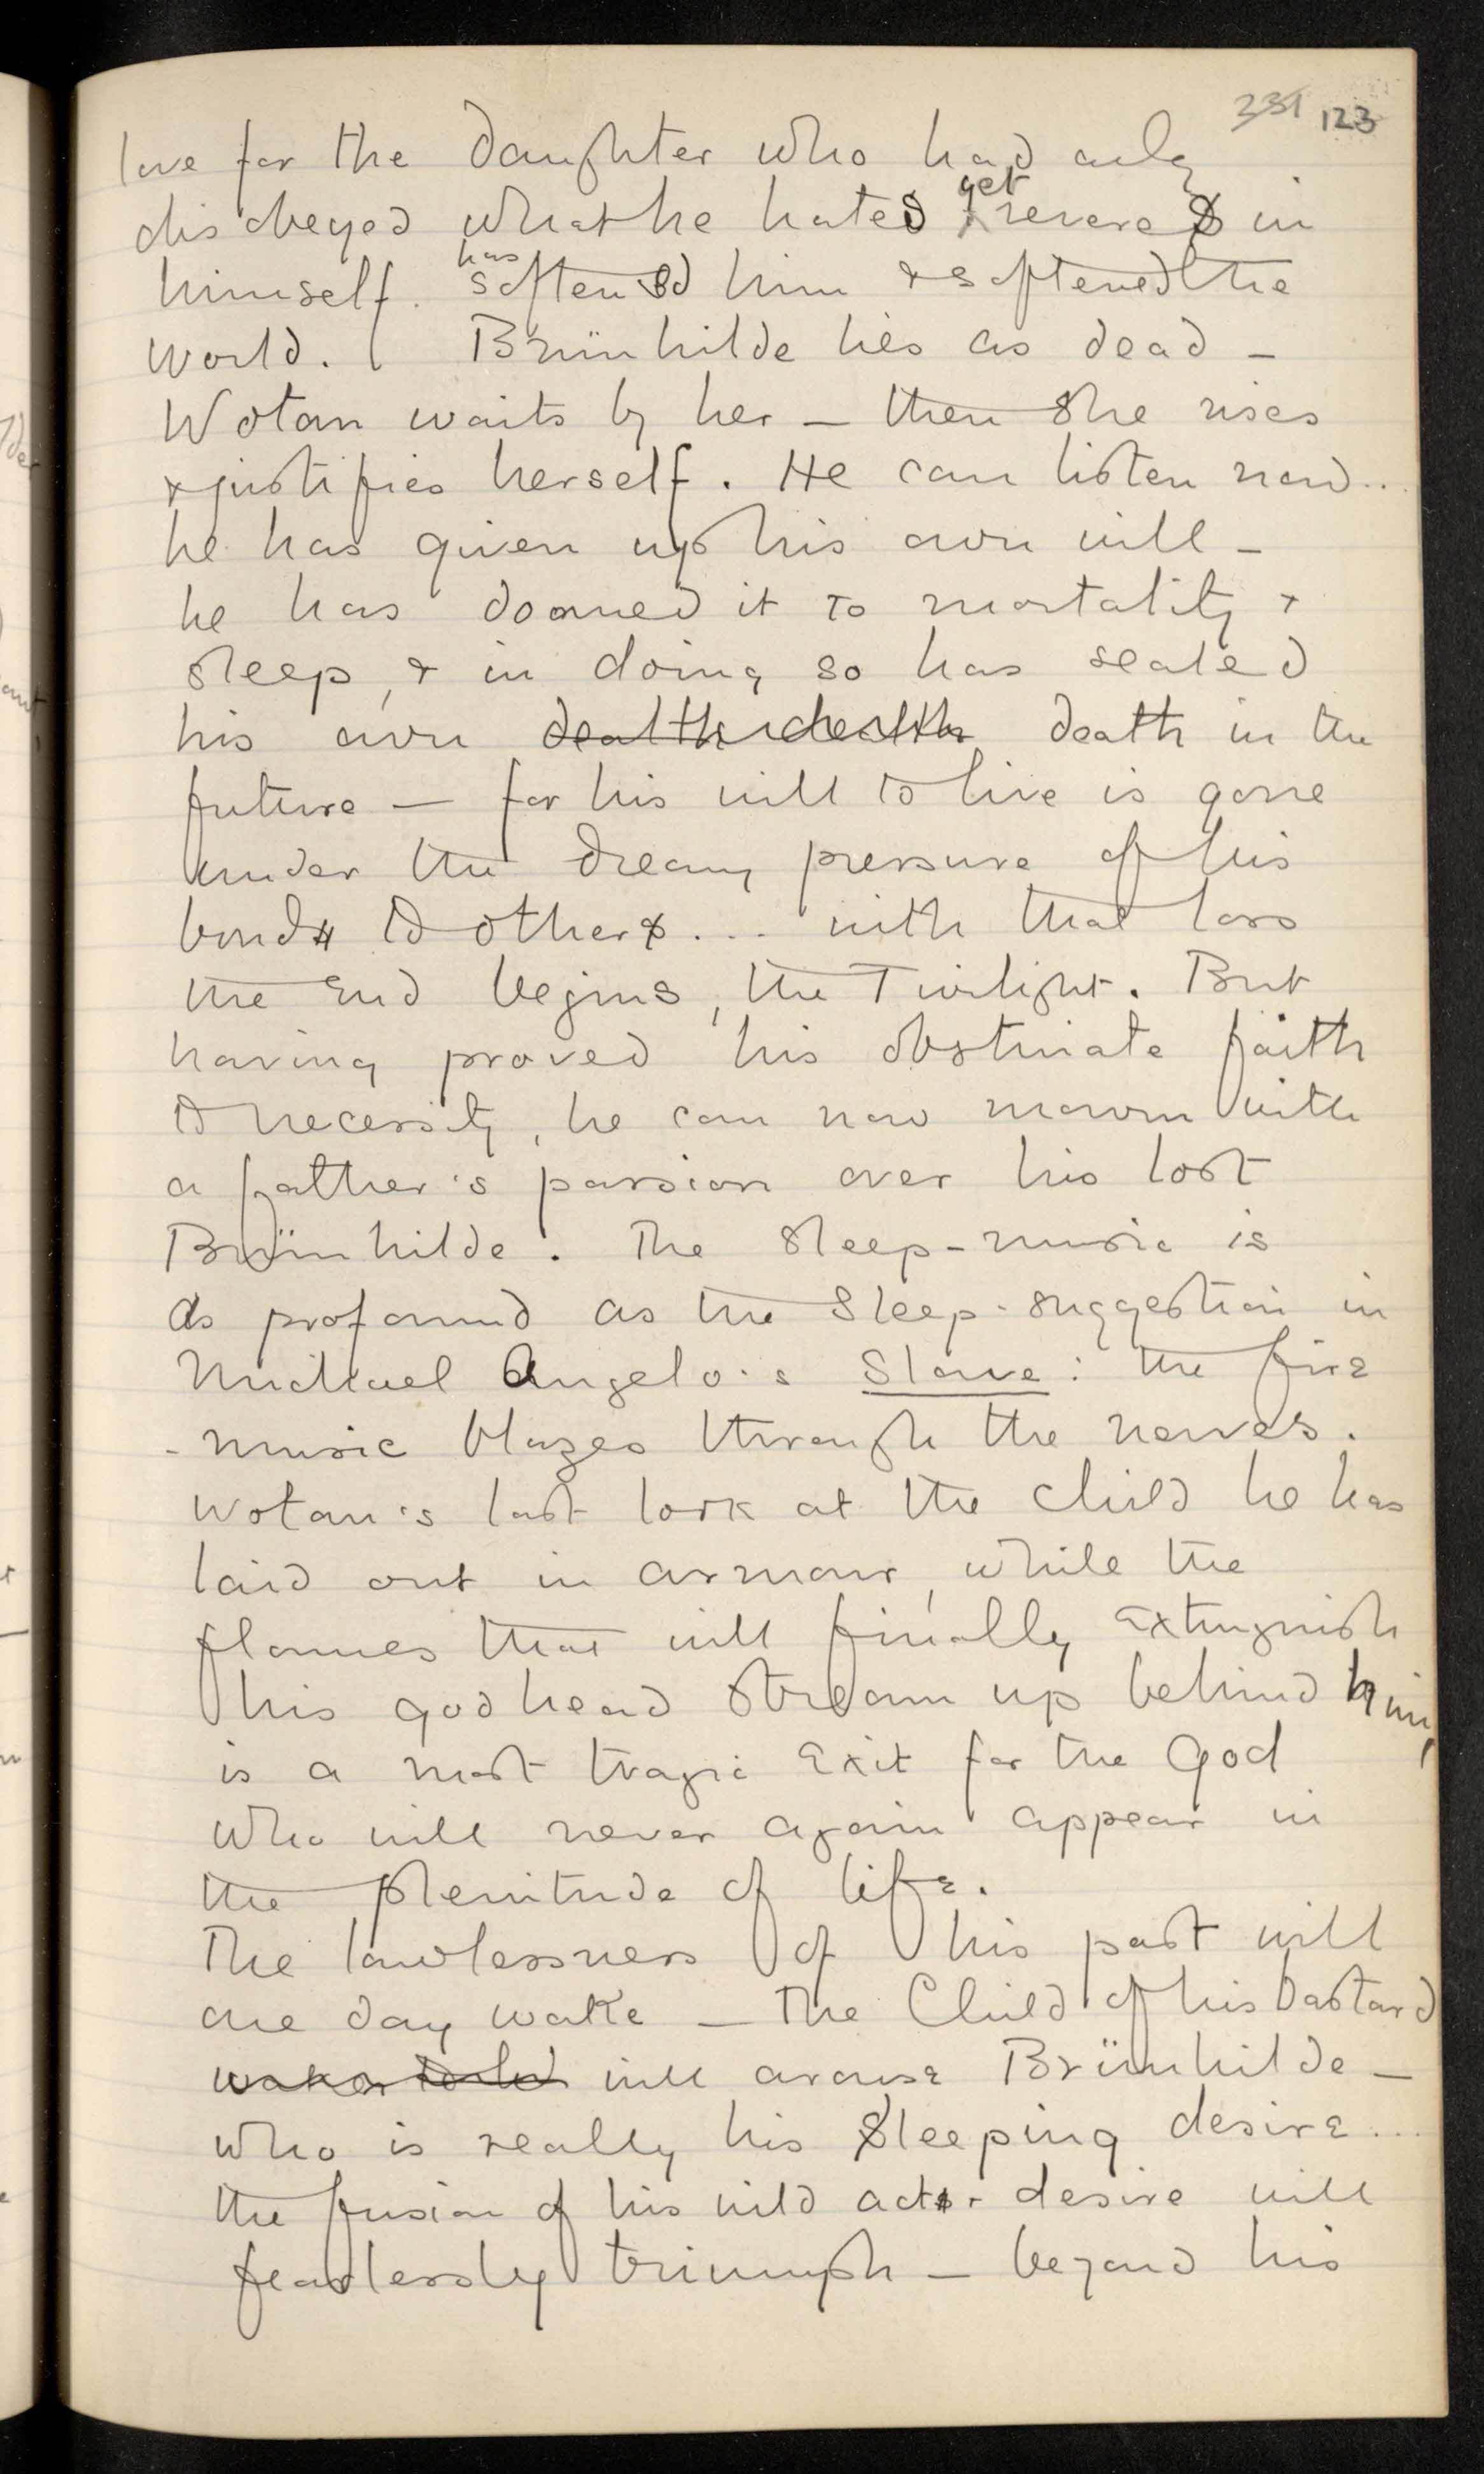 231 123
love for the daughter who had only
yet
disobeyed what he hated revered in
has
himself. softened him & softened the
world. Brünhilde lies as dead –
Wotan waits by her – then she rises
& justifies herself. He can listen now..
he has given up his own will –
he has doomed it to mortality &
sleep, & in doing so has sealed
his own death death death in the
future – for his will to live is gone
under the dreamy pressure of his
bonds to others ... with that loss
the End begins, the Twilight. But
having proved his obstinate faith
to necessity, he can now mourn with
a father's passion over his lost
Brünhilde. The sleep-music is
as profound as the sleep-suggestion in
Michael Angelo's Slave: the fire
-music blazes through the nerves.
Wotan's last look at the child he has
laid out in armour, while the
flames that will finally extinguish
his godhead stream up behind him,
is a most tragic Exit for the God
who will never again appear in
the plenitude of life.
The lawlessness of his past will
one day wake – The Child of his bastard
will arouse Brünhilde –
who is really his sleeping desire...
the fusion of his wild acts & desire will
fearlessly triumph – beyond his